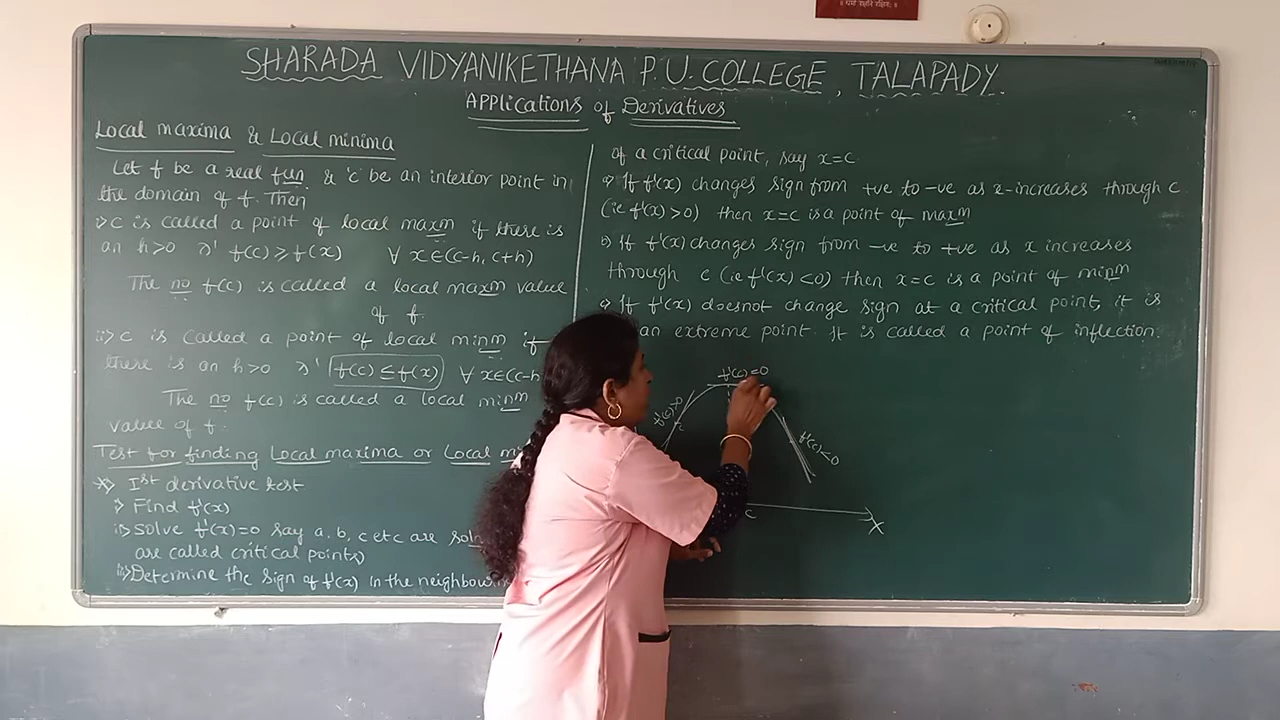 ॥ धर्मो रक्षति रक्षितः ॥
SHARADA VIDYANIKETHANA P.U.COLLEGE, TALAPADY.
APPLICATIONS of Derivatives
Local maxima & Local minima
Let f be a real fun & 'c' be an interior point in
the domain of f. Then
i> c is called a point of local maxm if there is
an h>0 ∋' f(c) ≥ f(x) ∀ x∈(c-h, c+h)
The no f(c) is called a local maxm value
of f.
ii> c is called a point of local minm if
there is an h>0 ∋' f(c) ≤ f(x) ∀ x∈(c-h
The no f(c) is called a local minm
value of f.
Test for finding Local maxima or Local mi
*> Ist derivative test
i> Find f'(x)
ii> Solve f'(x)=0 say a, b, c etc are sol
are called critical points)
iii> Determine the sign of f'(x) in the neighbour
of a critical point, say x=c.
a> If f'(x) changes sign from +ve to -ve as x-increases through c
(ie f'(x)>0) then x=c is a point of maxm
b> If f'(x) changes sign from -ve to +ve as x increases
through c (ie f'(x)<0) then x=c is a point of minm
c> If f'(x) doesnot change sign at a critical point, it is
an extreme point. It is called a point of inflection.
f'(c)=0
f'(c)>0
c
f'(c)<0
c
X